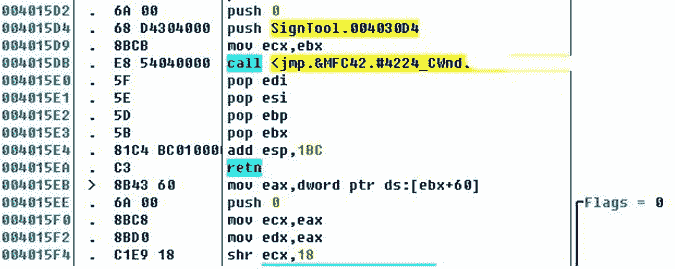 004015D2 . 6A 00 push 0
004015D4 . 68 D4304000 push SignTool.004030D4
004015D9 . 8BCB mov ecx,ebx
004015DB . E8 54040000 call <jmp.&MFC42.#4224_CWnd.
004015E0 . 5F pop edi
004015E1 . 5E pop esi
004015E2 . 5D pop ebp
004015E3 . 5B pop ebx
004015E4 . 81C4 BC010000 add esp,1BC
004015EA . C3 retn
004015EB > 8B43 60 mov eax,dword ptr ds:[ebx+60]
004015EE . 6A 00 push 0 Flags = 0
004015F0 . 8BC8 mov ecx,eax
004015F2 . 8BD0 mov edx,eax
004015F4 . C1E9 18 shr ecx,18